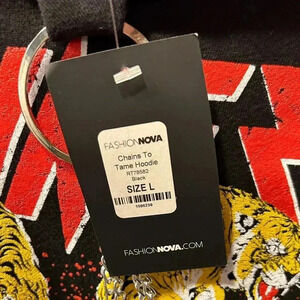 FASHIONNOVA
Chains To
Tame Hoodie
RT78582
Black
SIZE L
FASHIONNOVA.COM